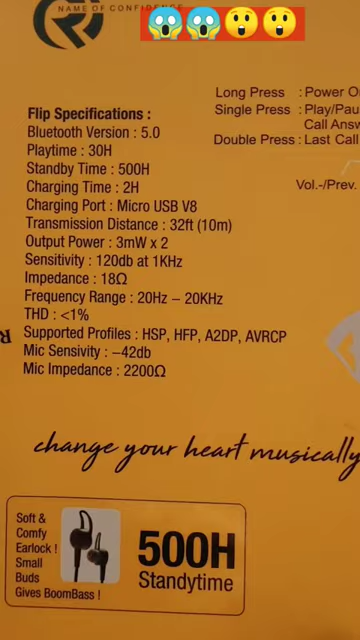 NAME OF CONFIDENCE
Long Press : Power
Single Press : Play/Pau
Call Answ
Double Press : Last Call
Vol.-/Prev.
Flip Specifications :
Bluetooth Version : 5.0
Playtime : 30H
Standby Time : 500H
Charging Time : 2H
Charging Port : Micro USB V8
Transmission Distance : 32ft (10m)
Output Power : 3mW x 2
Sensitivity : 120db at 1KHz
Impedance : 18Ω
Frequency Range : 20Hz – 20KHz
THD : <1%
Supported Profiles : HSP, HFP, A2DP, AVRCP
Mic Sensivity : –42db
Mic Impedance : 2200Ω
change your heart musically
Soft &
Comfy
Earlock !
Small
Buds
Gives BoomBass !
500H
Standytime